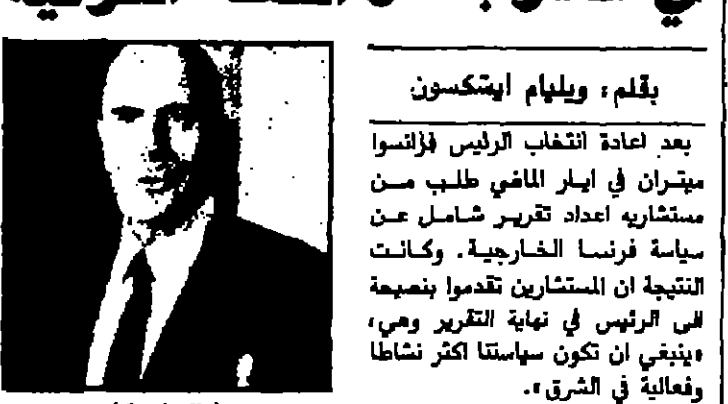 بقلم: ويليام ايتكسون
بعد اعادة انتخاب الرئيس فرانسوا
ميتران في ايار الماضي طلب من
مستشاريه اعداد تقرير شامل عن
سياسة فرنسا الخارجية. وكانت
النتيجة ان المستشارين تقدموا بنصيحة
الى الرئيس في نهاية التقرير وهي،
«ينبغي ان تكون سياستنا اكثر نشاطا
وفعالية في الشرق».